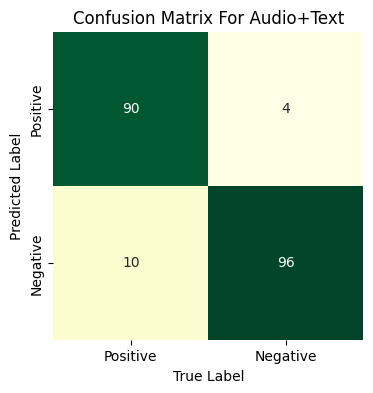 Confusion Matrix For Audio+Text
Predicted Label
Positive
90
4
Negative
10
96
Positive
Negative
True Label